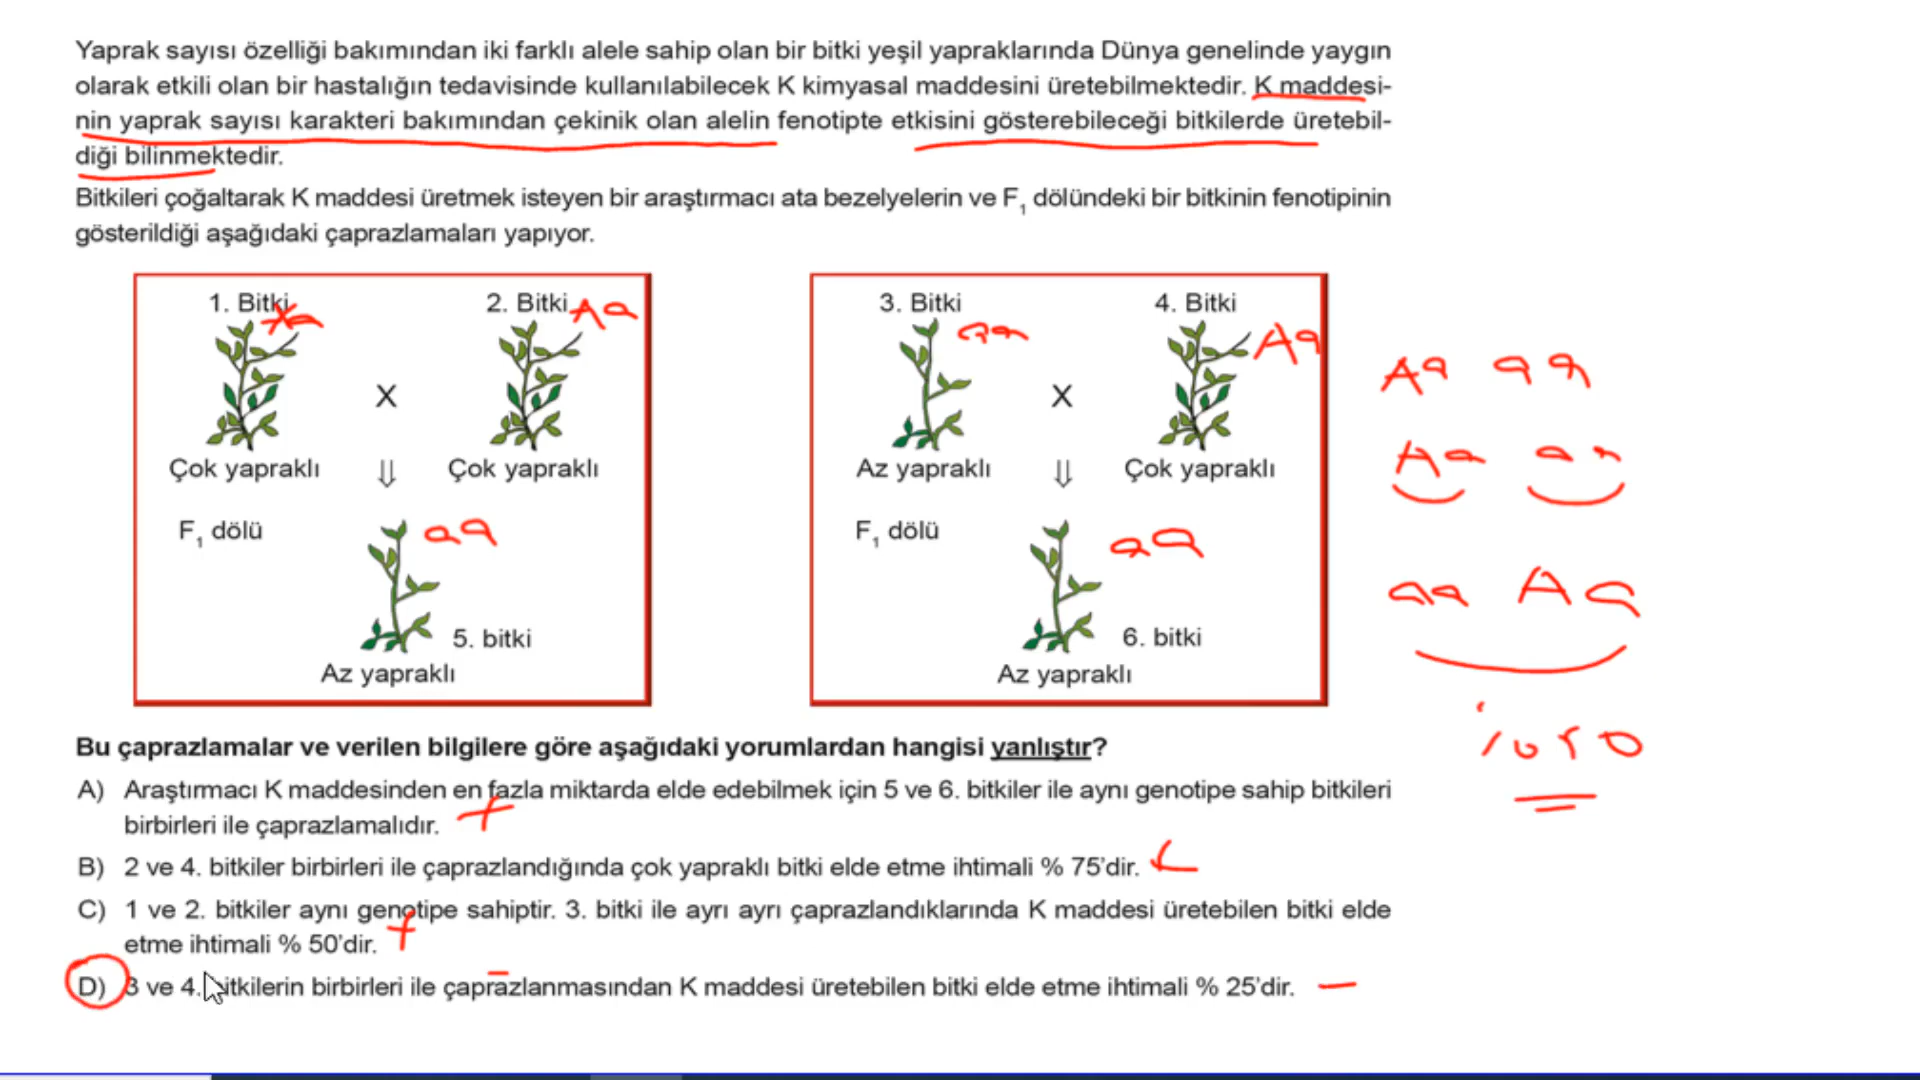 Yaprak sayısı özelliği bakımından iki farklı alele sahip olan bir bitki yeşil yapraklarında Dünya genelinde yaygın
olarak etkili olan bir hastalığın tedavisinde kullanılabilecek K kimyasal maddesini üretebilmektedir. K maddesi-
nin yaprak sayısı karakteri bakımından çekinik olan alelin fenotipte etkisini gösterebileceği bitkilerde üretebil-
diği bilinmektedir.
Bitkileri çoğaltarak K maddesi üretmek isteyen bir araştırmacı ata bezelyelerin ve F₁ dölündeki bir bitkinin fenotipinin
gösterildiği aşağıdaki çaprazlamaları yapıyor.
1. Bitki
2. Bitki Aa
X
Çok yapraklı ⇓ Çok yapraklı
F₁ dölü
aa
5. bitki
Az yapraklı
3. Bitki aa
4. Bitki Aa
X
Az yapraklı ⇓ Çok yapraklı
F₁ dölü
aa
6. bitki
Az yapraklı
Aa aa
Aa aa
aa Aa
% 50
Bu çaprazlamalar ve verilen bilgilere göre aşağıdaki yorumlardan hangisi yanlıştır?
A) Araştırmacı K maddesinden en fazla miktarda elde edebilmek için 5 ve 6. bitkiler ile aynı genotipe sahip bitkileri
birbirleri ile çaprazlamalıdır.
B) 2 ve 4. bitkiler birbirleri ile çaprazlandığında çok yapraklı bitki elde etme ihtimali % 75'dir.
C) 1 ve 2. bitkiler aynı genotipe sahiptir. 3. bitki ile ayrı ayrı çaprazlandıklarında K maddesi üretebilen bitki elde
etme ihtimali % 50'dir.
D) 3 ve 4. bitkilerin birbirleri ile çaprazlanmasından K maddesi üretebilen bitki elde etme ihtimali % 25'dir.